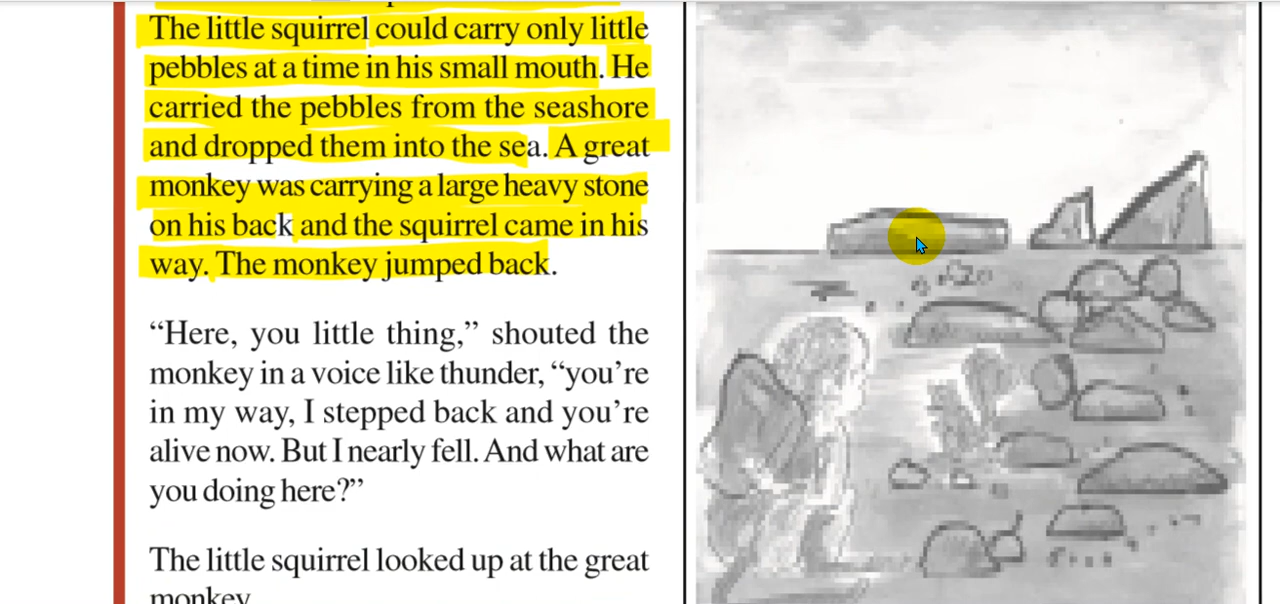 The little squirrel could carry only little
pebbles at a time in his small mouth. He
carried the pebbles from the seashore
and dropped them into the sea. A great
monkey was carrying a large heavy stone
on his back and the squirrel came in his
way. The monkey jumped back.
“Here, you little thing,” shouted the
monkey in a voice like thunder, “you’re
in my way, I stepped back and you’re
alive now. But I nearly fell. And what are
you doing here?”
The little squirrel looked up at the great
monkey